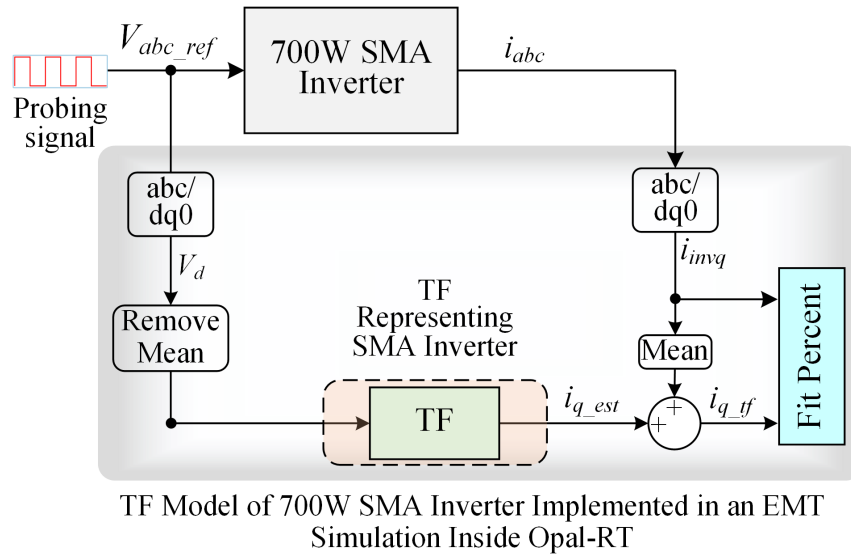 V_abc_ref
700W SMA
Inverter
i_abc
Probing
signal
abc/
dq0
abc/
dq0
V_d
i_invq
Remove
Mean
TF
Representing
SMA Inverter
Mean
Fit Percent
TF
i_q_est
+
+
i_q_tf
TF Model of 700W SMA Inverter Implemented in an EMT
Simulation Inside Opal-RT